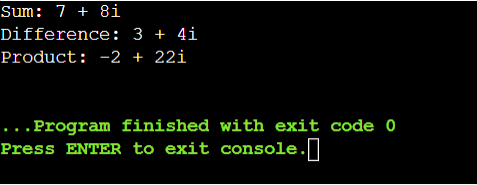 Sum: 7 + 8i
Difference: 3 + 4i
Product: -2 + 22i
...Program finished with exit code 0
Press ENTER to exit console.